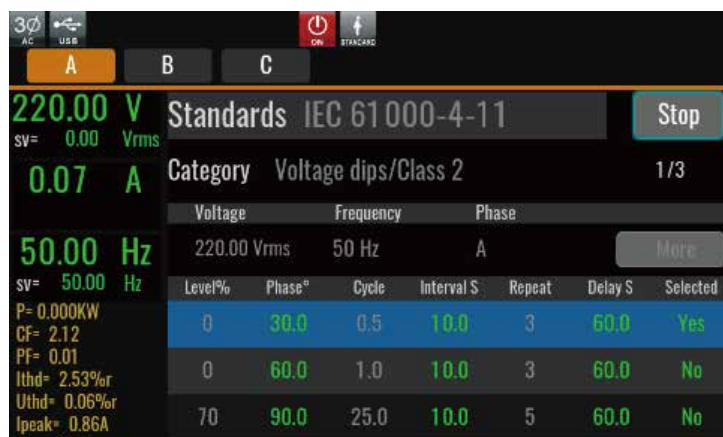 3Ø
AC USB ON STANDARD
A B C
220.00 V
sv= 0.00 Vrms
0.07 A
50.00 Hz
sv= 50.00 Hz
P= 0.000KW
CF= 2.12
PF= 0.01
Ithd= 2.53%r
Uthd= 0.06%r
Ipeak= 0.86A
Standards IEC 61000-4-11 Stop
Category Voltage dips/Class 2 1/3
Voltage Frequency Phase
220.00 Vrms 50 Hz A More
Level% Phase° Cycle Interval S Repeat Delay S Selected
0 30.0 0.5 10.0 3 60.0 Yes
0 60.0 1.0 10.0 3 60.0 No
70 90.0 25.0 10.0 5 60.0 No